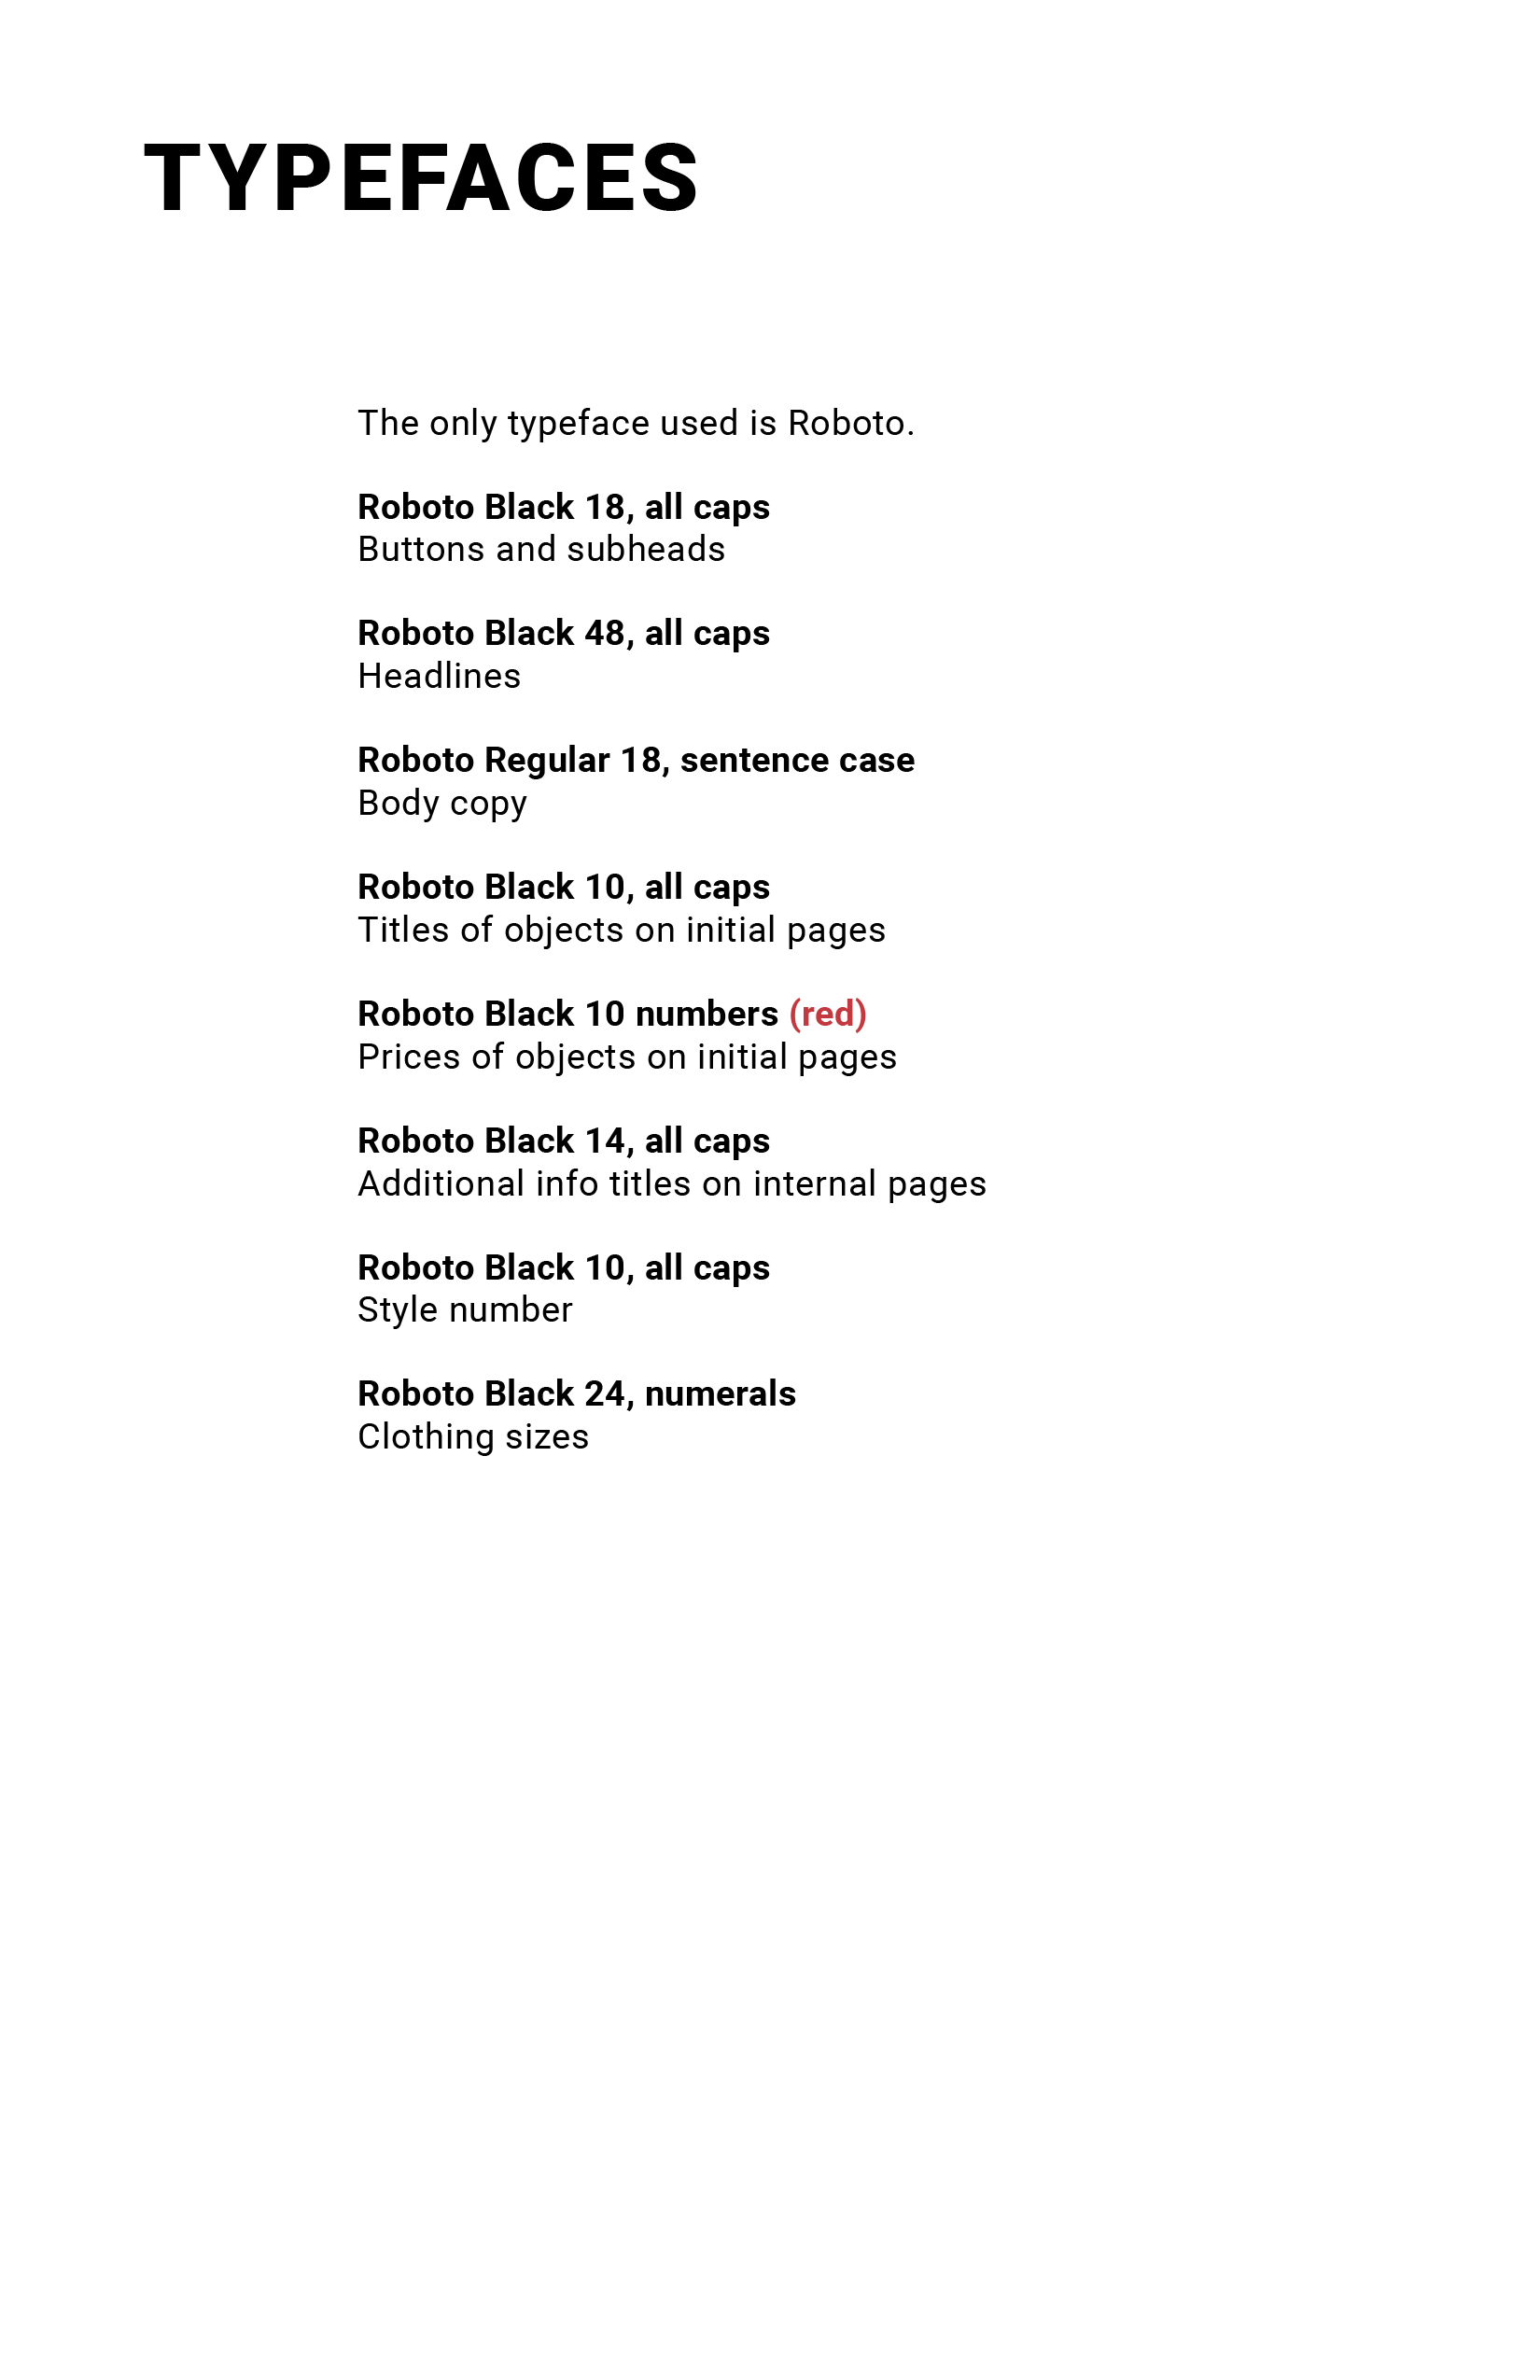 TYPEFACES
The only typeface used is Roboto.
Roboto Black 18, all caps
Buttons and subheads
Roboto Black 48, all caps
Headlines
Roboto Regular 18, sentence case
Body copy
Roboto Black 10, all caps
Titles of objects on initial pages
Roboto Black 10 numbers (red)
Prices of objects on initial pages
Roboto Black 14, all caps
Additional info titles on internal pages
Roboto Black 10, all caps
Style number
Roboto Black 24, numerals
Clothing sizes